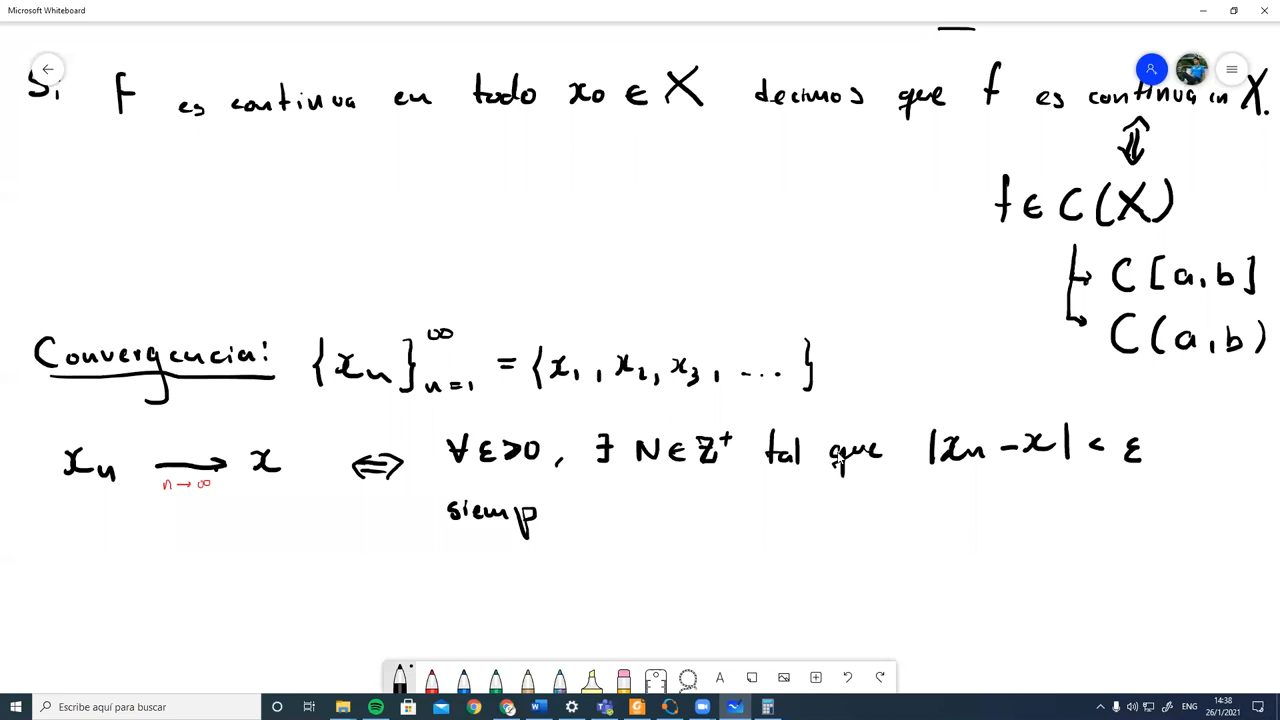 Microsoft Whiteboard
Si f es continua en todo x0 ∈ X decimos que f es continua en X.
⇕
f ∈ C(X)
↳ C[a,b]
↳ C(a,b)
Convergencia: {xn}∞n=1 = {x1, x2, x3, ...}
xn ⟶ x ⇔ ∀ε>0, ∃ N ∈ Z+ tal que |xn - x| < ε
n→∞
siemp
A
Escribe aquí para buscar
ENG
14:38
26/1/2021